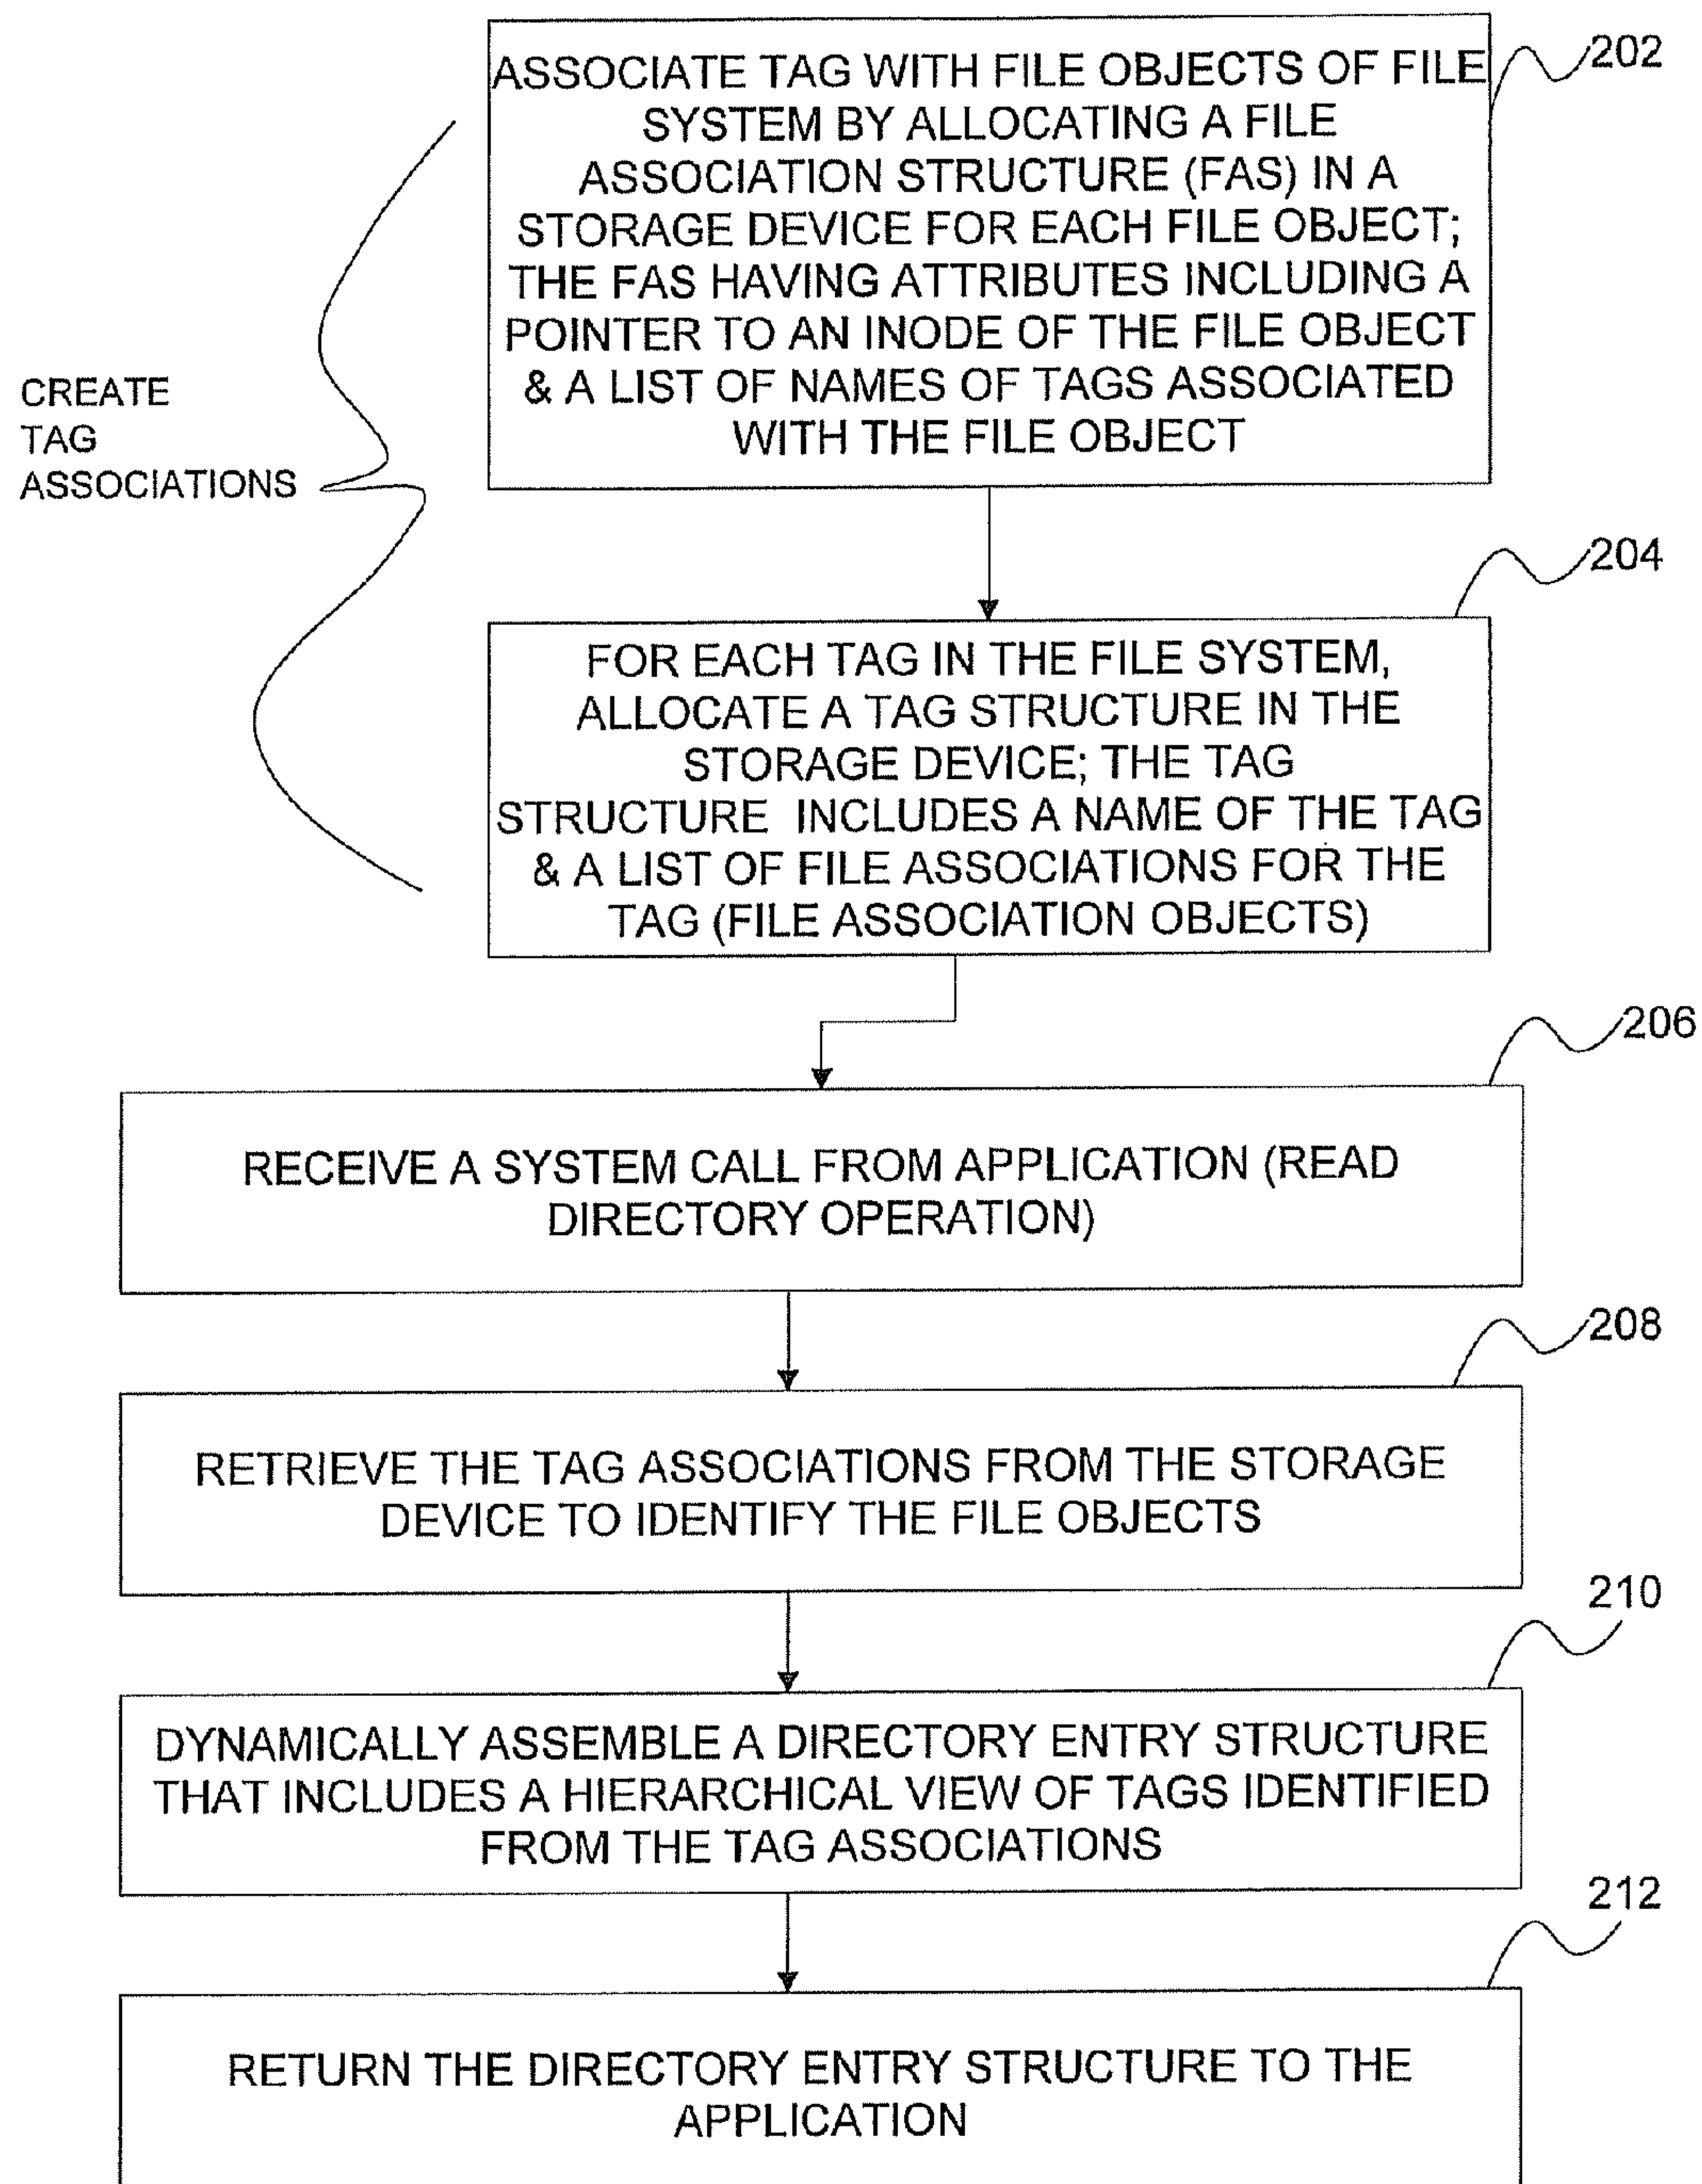 ASSOCIATE TAG WITH FILE OBJECTS OF FILE
SYSTEM BY ALLOCATING A FILE
ASSOCIATION STRUCTURE (FAS) IN A
STORAGE DEVICE FOR EACH FILE OBJECT;
THE FAS HAVING ATTRIBUTES INCLUDING A
POINTER TO AN INODE OF THE FILE OBJECT
& A LIST OF NAMES OF TAGS ASSOCIATED
WITH THE FILE OBJECT
202
CREATE
TAG
ASSOCIATIONS
204
FOR EACH TAG IN THE FILE SYSTEM,
ALLOCATE A TAG STRUCTURE IN THE
STORAGE DEVICE; THE TAG
STRUCTURE INCLUDES A NAME OF THE TAG
& A LIST OF FILE ASSOCIATIONS FOR THE
TAG (FILE ASSOCIATION OBJECTS)
206
RECEIVE A SYSTEM CALL FROM APPLICATION (READ
DIRECTORY OPERATION)
208
RETRIEVE THE TAG ASSOCIATIONS FROM THE STORAGE
DEVICE TO IDENTIFY THE FILE OBJECTS
210
DYNAMICALLY ASSEMBLE A DIRECTORY ENTRY STRUCTURE
THAT INCLUDES A HIERARCHICAL VIEW OF TAGS IDENTIFIED
FROM THE TAG ASSOCIATIONS
212
RETURN THE DIRECTORY ENTRY STRUCTURE TO THE
APPLICATION